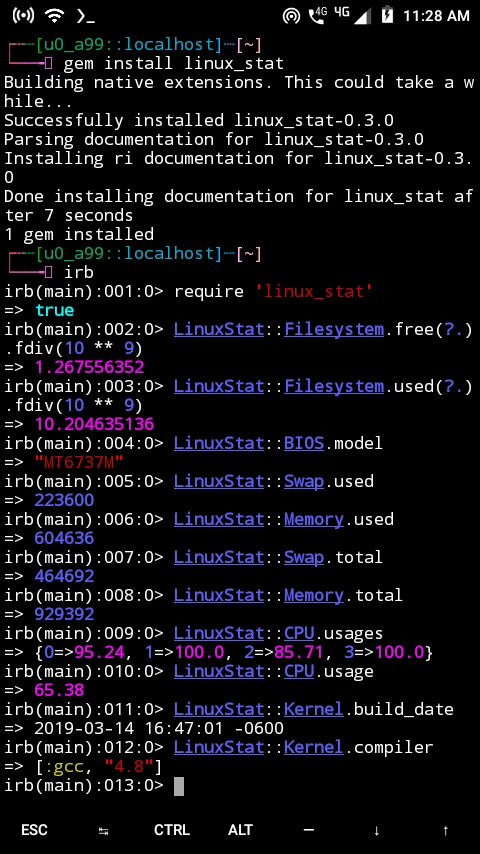 4G 4G 11:28 AM
[u0_a99::localhost]─[~]
gem install linux_stat
Building native extensions. This could take a w
hile...
Successfully installed linux_stat-0.3.0
Parsing documentation for linux_stat-0.3.0
Installing ri documentation for linux_stat-0.3.
0
Done installing documentation for linux_stat af
ter 7 seconds
1 gem installed
[u0_a99::localhost]─[~]
irb
irb(main):001:0> require 'linux_stat'
=> true
irb(main):002:0> LinuxStat::Filesystem.free(?.)
.fdiv(10 ** 9)
=> 1.267556352
irb(main):003:0> LinuxStat::Filesystem.used(?.)
.fdiv(10 ** 9)
=> 10.204635136
irb(main):004:0> LinuxStat::BIOS.model
=> "MT6737M"
irb(main):005:0> LinuxStat::Swap.used
=> 223600
irb(main):006:0> LinuxStat::Memory.used
=> 604636
irb(main):007:0> LinuxStat::Swap.total
=> 464692
irb(main):008:0> LinuxStat::Memory.total
=> 929392
irb(main):009:0> LinuxStat::CPU.usages
=> {0=>95.24, 1=>100.0, 2=>85.71, 3=>100.0}
irb(main):010:0> LinuxStat::CPU.usage
=> 65.38
irb(main):011:0> LinuxStat::Kernel.build_date
=> 2019-03-14 16:47:01 -0600
irb(main):012:0> LinuxStat::Kernel.compiler
=> [:gcc, "4.8"]
irb(main):013:0>
ESC ↹ CTRL ALT — ↓ ↑